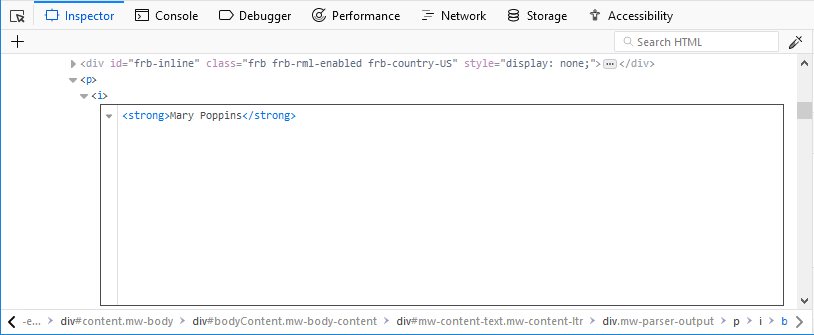 Inspector Console Debugger Performance Network Storage Accessibility
+ Search HTML
<div id="frb-inline" class="frb frb-rml-enabled frb-country-US" style="display: none;">···</div>
<p>
<i>
<strong>Mary Poppins</strong>
-e... > div#content.mw-body > div#bodyContent.mw-body-content > div#mw-content-text.mw-content-ltr > div.mw-parser-output > p > i > b